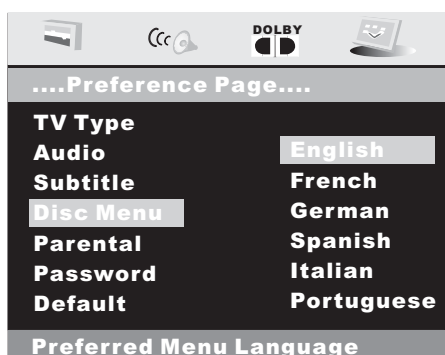 DOLBY
....Preference Page....
TV Type
Audio
Subtitle
Disc Menu
Parental
Password
Default
English
French
German
Spanish
Italian
Portuguese
Preferred Menu Language